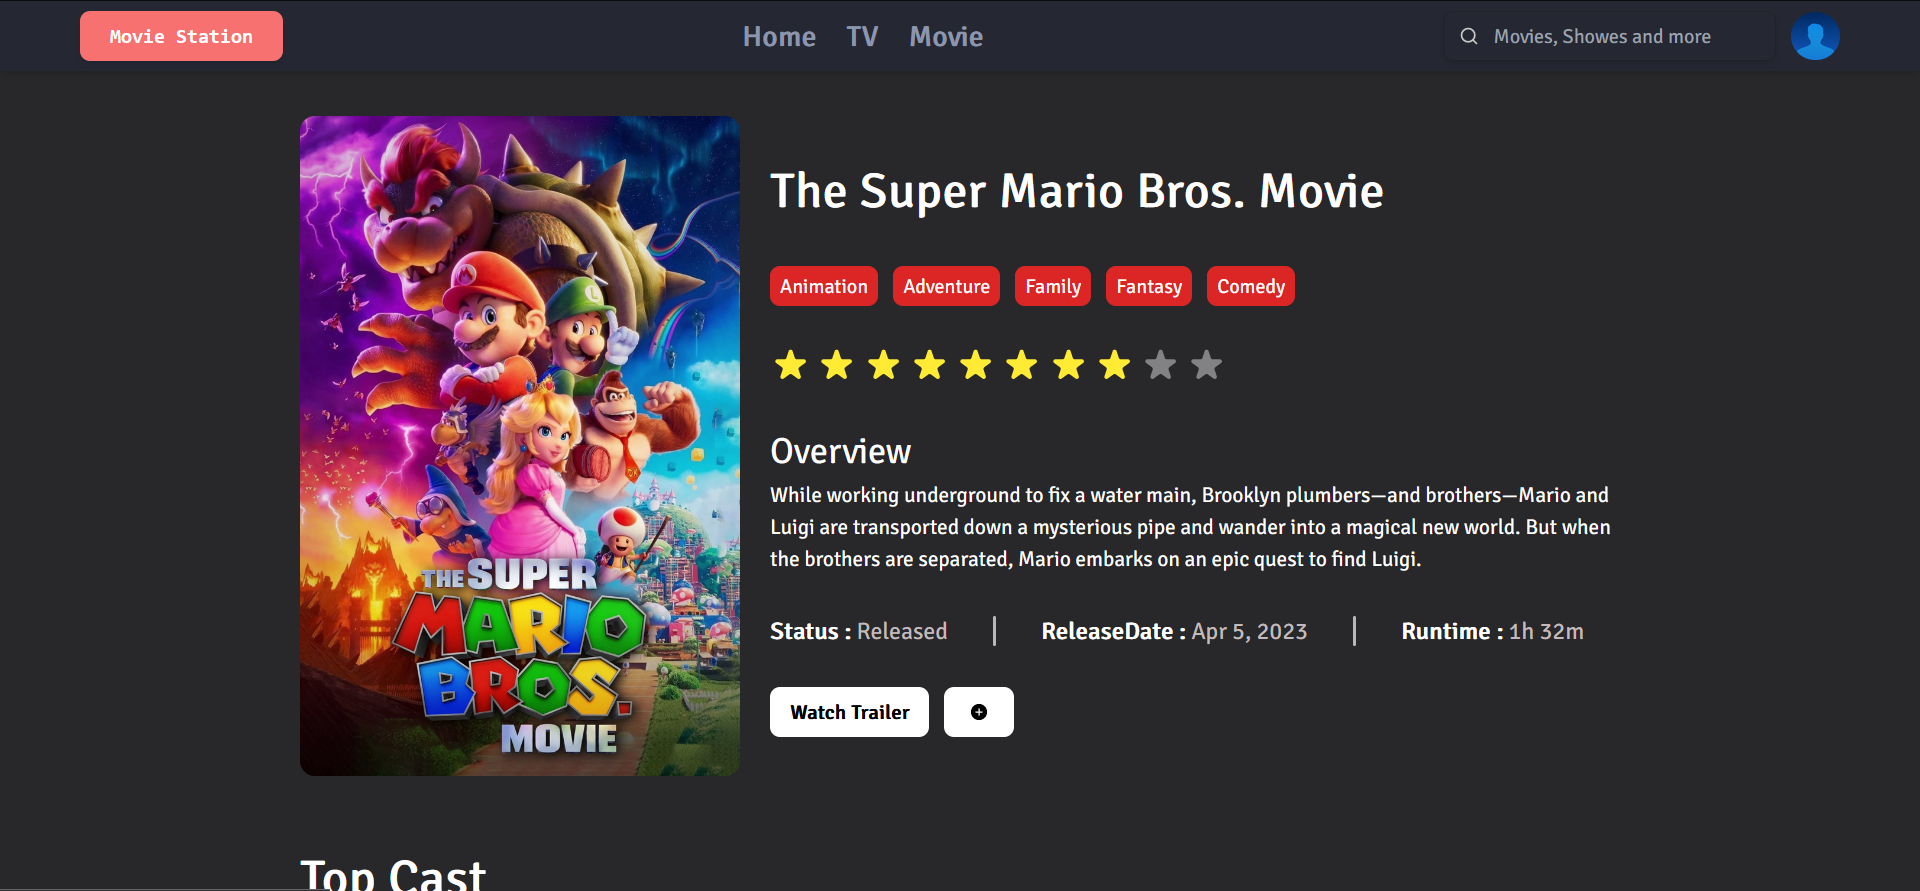 Movie Station
Home
TV
Movie
Movies, Showes and more
THE SUPER
MARIO
BROS.
MOVIE
The Super Mario Bros. Movie
Animation
Adventure
Family
Fantasy
Comedy
Overview
While working underground to fix a water main, Brooklyn plumbers—and brothers—Mario and
Luigi are transported down a mysterious pipe and wander into a magical new world. But when
the brothers are separated, Mario embarks on an epic quest to find Luigi.
Status : Released
ReleaseDate : Apr 5, 2023
Runtime : 1h 32m
Watch Trailer
Top Cast